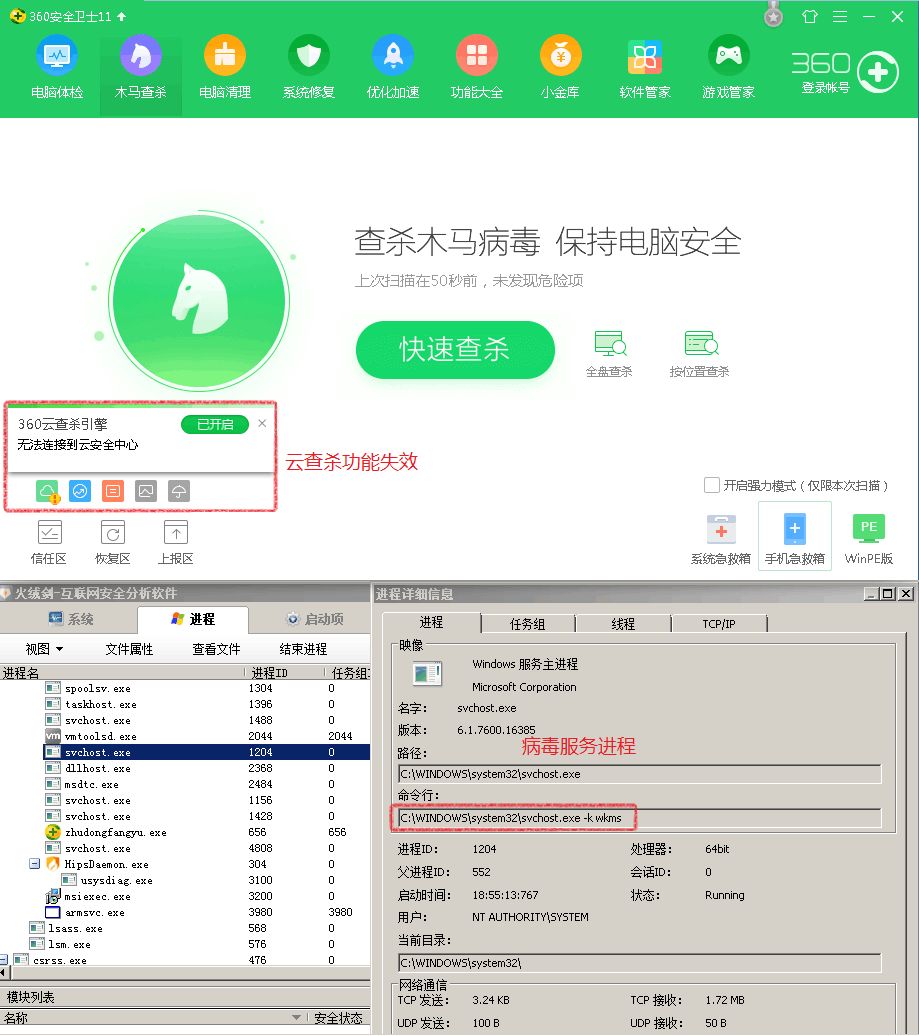 360安全卫士11
电脑体检 木马查杀 电脑清理 系统修复 优化加速 功能大全 小金库 软件管家 游戏管家
360
登录帐号
查杀木马病毒 保持电脑安全
上次扫描在50秒前，未发现危险项
快速查杀
全盘查杀 按位置查杀
360云查杀引擎 已开启
无法连接到云安全中心
云查杀功能失效
开启强力模式（仅限本次扫描）
信任区 恢复区 上报区
系统急救箱 手机急救箱 WinPE版
PE
火绒剑-互联网安全分析软件
系统 进程 启动项
视图 文件属性 查看文件 结束进程
进程名 进程ID 任务组
spoolsv.exe 1304 0
taskhost.exe 1396 0
svchost.exe 1488 0
vmtoolsd.exe 2044 2044
svchost.exe 1204 0
dllhost.exe 2368 0
msdtc.exe 2484 0
svchost.exe 1156 0
svchost.exe 1428 0
zhudongfangyu.exe 656 656
svchost.exe 4808 0
HipsDaemon.exe 304 0
usysdiag.exe 3100 0
msiexec.exe 3200 0
armsvc.exe 3980 3980
lsass.exe 568 0
lsm.exe 576 0
csrss.exe 476 0
模块列表
名称 安全状态
进程详细信息
进程 任务组 线程 TCP/IP
映像
Windows 服务主进程
Microsoft Corporation
名字： svchost.exe
版本： 6.1.7600.16385
病毒服务进程
路径：
C:\WINDOWS\system32\svchost.exe
命令行：
C:\WINDOWS\system32\svchost.exe -k wkms
进程ID： 1204 处理器： 64bit
父进程ID： 552 会话ID： 0
启动时间： 18:55:13:767 状态： Running
用户： NT AUTHORITY\SYSTEM
当前目录：
C:\WINDOWS\system32\
网络通信
TCP 发送： 3.24 KB TCP 接收： 1.72 MB
UDP 发送： 100 B UDP 接收： 50 B